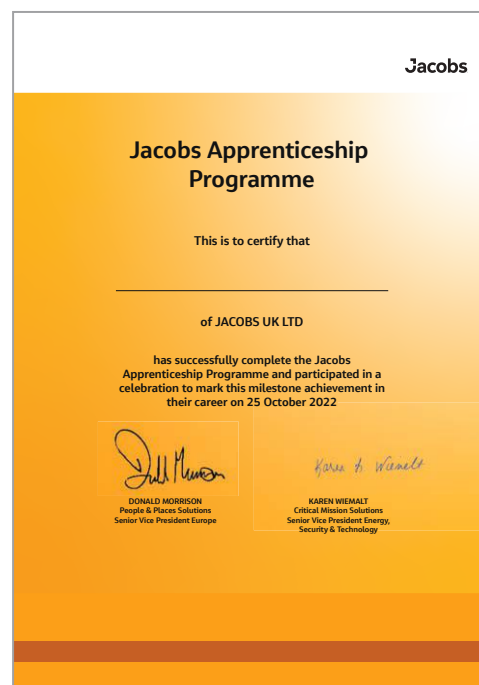 Jacobs
Jacobs Apprenticeship
Programme
This is to certify that
of JACOBS UK LTD
has successfully complete the Jacobs
Apprenticeship Programme and participated in a
celebration to mark this milestone achievement in
their career on 25 October 2022
Karen A Wiemalt
DONALD MORRISON
People & Places Solutions
Senior Vice President Europe
KAREN WIEMALT
Critical Mission Solutions
Senior Vice President Energy,
Security & Technology